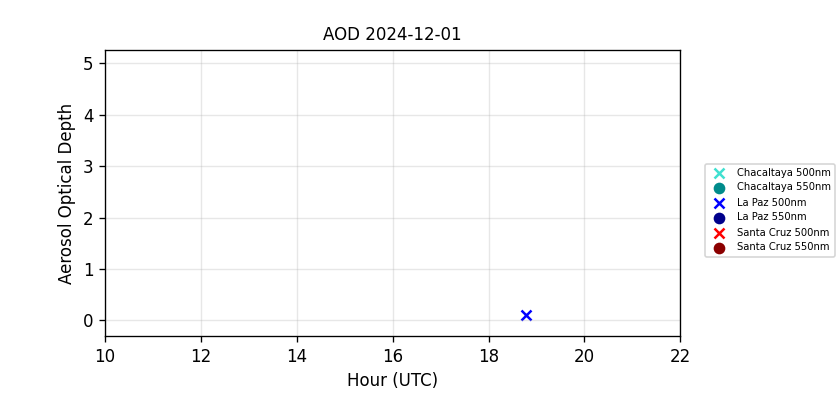 AOD 2024-12-01
5
4
3
2
1
0
Aerosol Optical Depth
10 12 14 16 18 20 22
Hour (UTC)
Chacaltaya 500nm
Chacaltaya 550nm
La Paz 500nm
La Paz 550nm
Santa Cruz 500nm
Santa Cruz 550nm